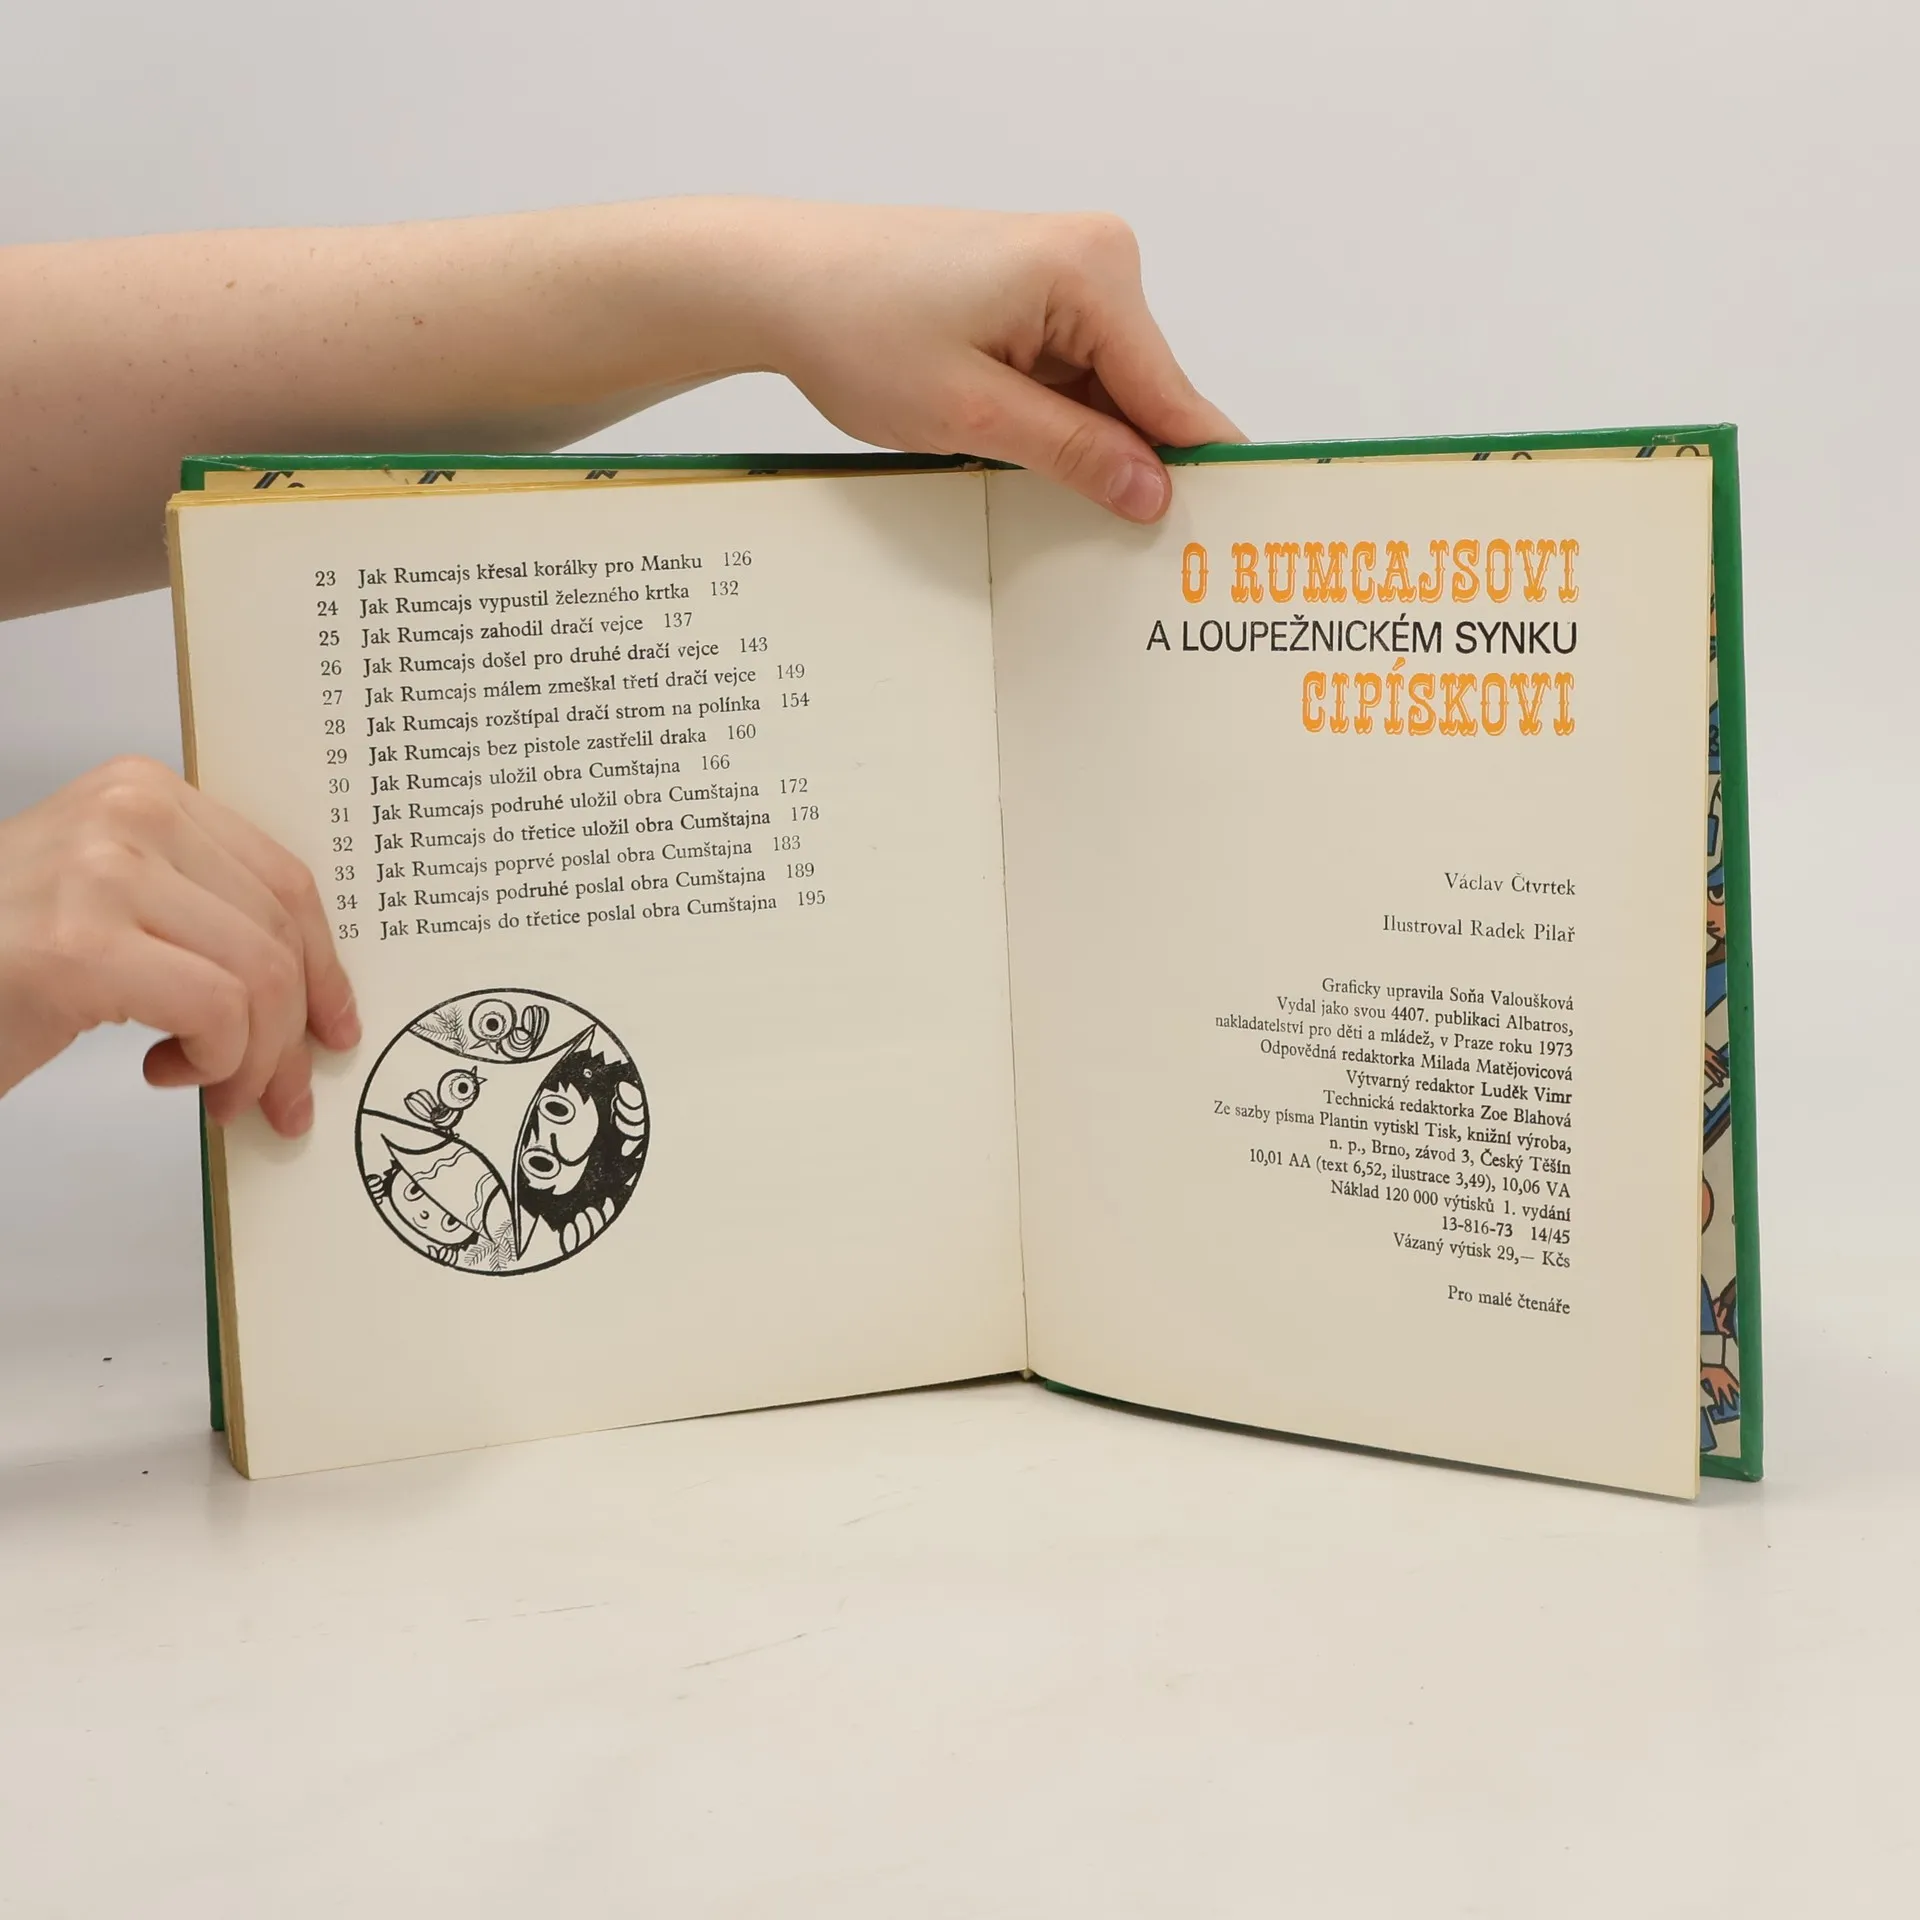 23 Jak Rumcajs křesal korálky pro Manku 126
24 Jak Rumcajs vypustil železného krtka 132
25 Jak Rumcajs zahodil dračí vejce 137
26 Jak Rumcajs došel pro druhé dračí vejce 143
27 Jak Rumcajs málem zmeškal třetí dračí vejce 149
28 Jak Rumcajs rozštípal dračí strom na polínka 154
29 Jak Rumcajs bez pistole zastřelil draka 160
30 Jak Rumcajs uložil obra Cumštajna 166
31 Jak Rumcajs podruhé uložil obra Cumštajna 172
32 Jak Rumcajs do třetice uložil obra Cumštajna 178
33 Jak Rumcajs poprvé poslal obra Cumštajna 183
34 Jak Rumcajs podruhé poslal obra Cumštajna 189
35 Jak Rumcajs do třetice poslal obra Cumštajna 195
O RUMCAJSOVI
A LOUPEŽNICKÉM SYNKU
CIPÍSKOVI
Václav Čtvrtek
Ilustroval Radek Pilař
Graficky upravila Soňa Valoušková
Vydal jako svou 4407. publikaci Albatros,
nakladatelství pro děti a mládež, v Praze roku 1973
Odpovědná redaktorka Milada Matějovicová
Výtvarný redaktor Luděk Vimr
Technická redaktorka Zoe Blahová
Ze sazby písma Plantin vytiskl Tisk, knižní výroba,
n. p., Brno, závod 3, Český Těšín
10,01 AA (text 6,52, ilustrace 3,49), 10,06 VA
Náklad 120 000 výtisků 1. vydání
13-816-73 14/45
Vázaný výtisk 29,— Kčs
Pro malé čtenáře